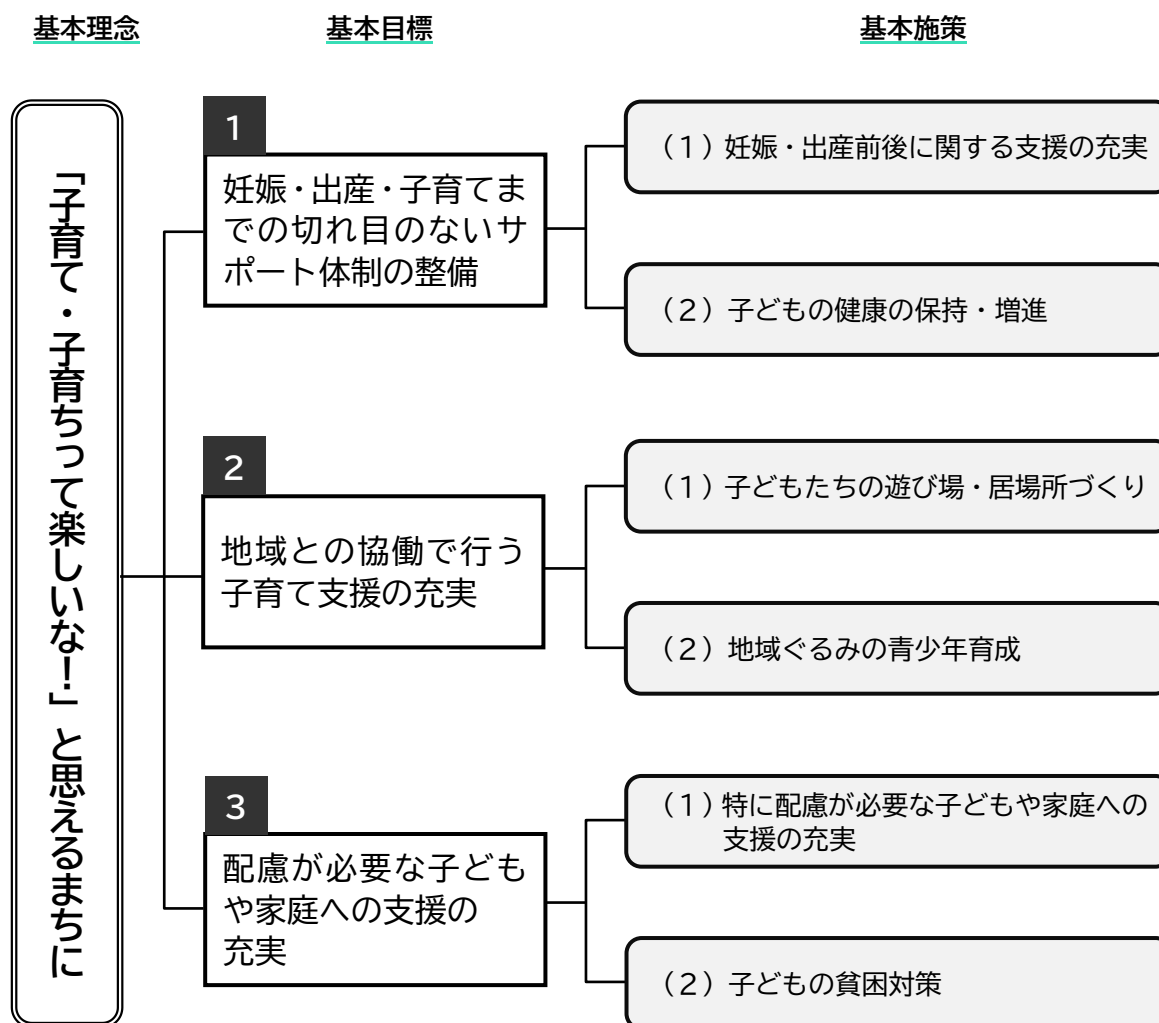 基本理念
基本目標
基本施策
「子育て・子育ちって楽しいな！」と思えるまちに
1
妊娠・出産・子育てま
での切れ目のないサ
ポート体制の整備
（1）妊娠・出産前後に関する支援の充実
（2）子どもの健康の保持・増進
2
地域との協働で行う
子育て支援の充実
（1）子どもたちの遊び場・居場所づくり
（2）地域ぐるみの青少年育成
3
配慮が必要な子ども
や家庭への支援の
充実
（1）特に配慮が必要な子どもや家庭への
支援の充実
（2）子どもの貧困対策